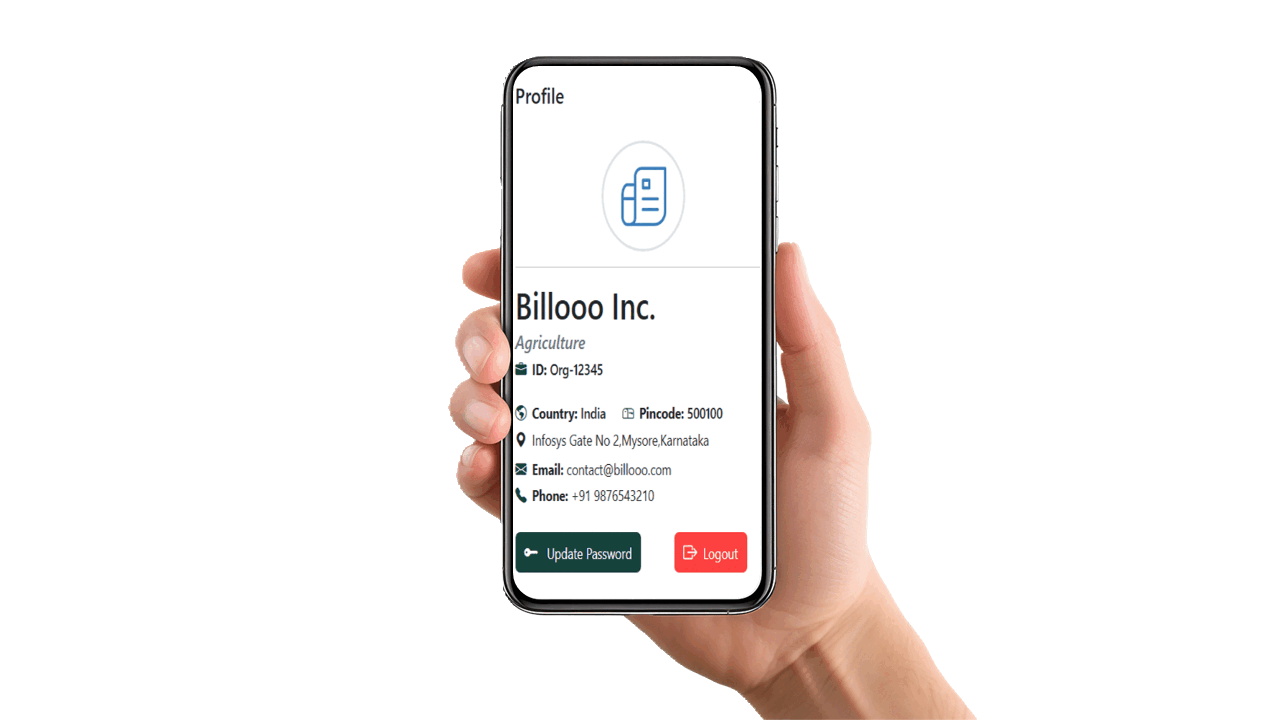 Profile
Billooo Inc.
Agriculture
ID: Org-12345
Country: India Pincode: 500100
Infosys Gate No 2,Mysore,Karnataka
Email: contact@billooo.com
Phone: +91 9876543210
Update Password Logout